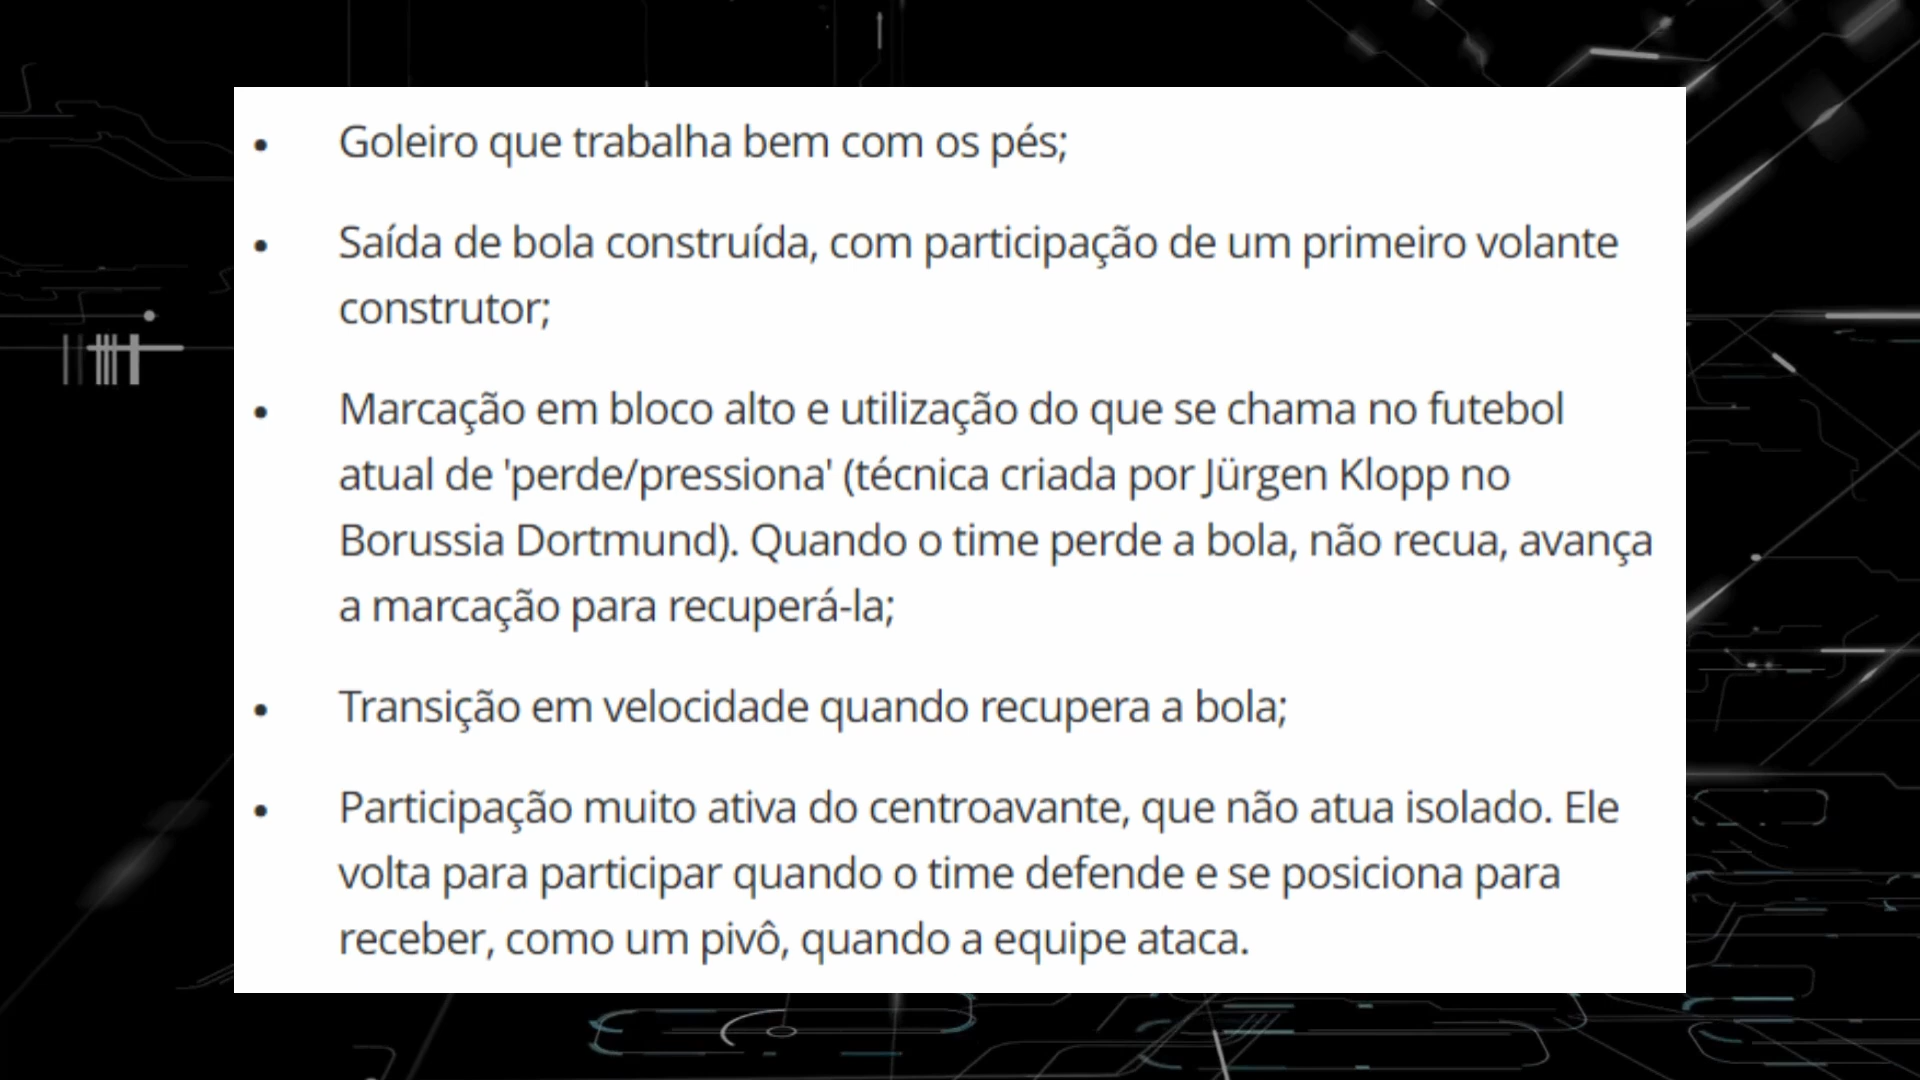 • Goleiro que trabalha bem com os pés;
• Saída de bola construída, com participação de um primeiro volante
construtor;
• Marcação em bloco alto e utilização do que se chama no futebol
atual de 'perde/pressiona' (técnica criada por Jürgen Klopp no
Borussia Dortmund). Quando o time perde a bola, não recua, avança
a marcação para recuperá-la;
• Transição em velocidade quando recupera a bola;
• Participação muito ativa do centroavante, que não atua isolado. Ele
volta para participar quando o time defende e se posiciona para
receber, como um pivô, quando a equipe ataca.